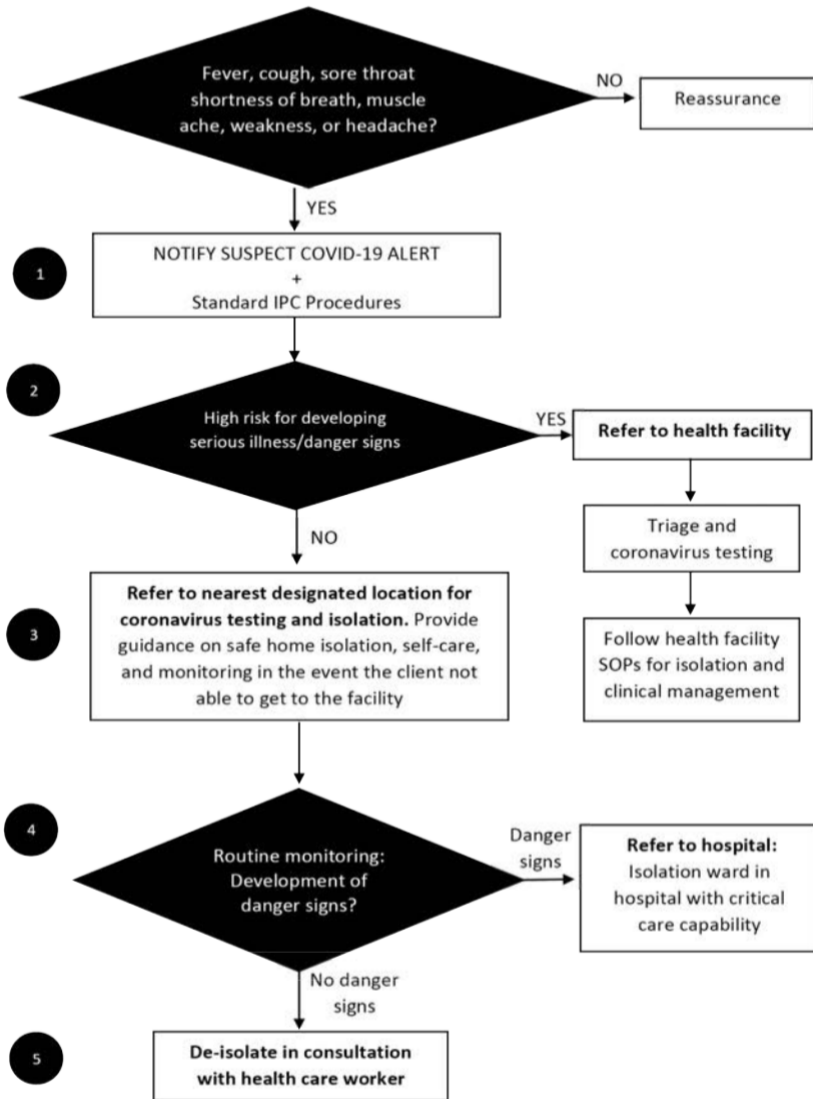 Fever, cough, sore throat
shortness of breath, muscle
ache, weakness, or headache?
NO
Reassurance
YES
1
NOTIFY SUSPECT COVID-19 ALERT
+
Standard IPC Procedures
2
High risk for developing
serious illness/danger signs
YES
Refer to health facility
Triage and
coronavirus testing
Follow health facility
SOPs for isolation and
clinical management
NO
3
Refer to nearest designated location for
coronavirus testing and isolation. Provide
guidance on safe home isolation, self-care,
and monitoring in the event the client not
able to get to the facility
4
Routine monitoring:
Development of
danger signs?
Danger
signs
Refer to hospital:
Isolation ward in
hospital with critical
care capability
No danger
signs
5
De-isolate in consultation
with health care worker